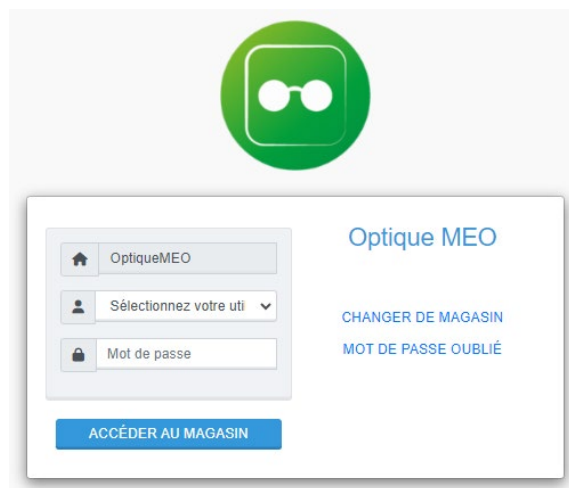 OptiqueMEO
Sélectionnez votre uti
Mot de passe
ACCÉDER AU MAGASIN
Optique MEO
CHANGER DE MAGASIN
MOT DE PASSE OUBLIÉ